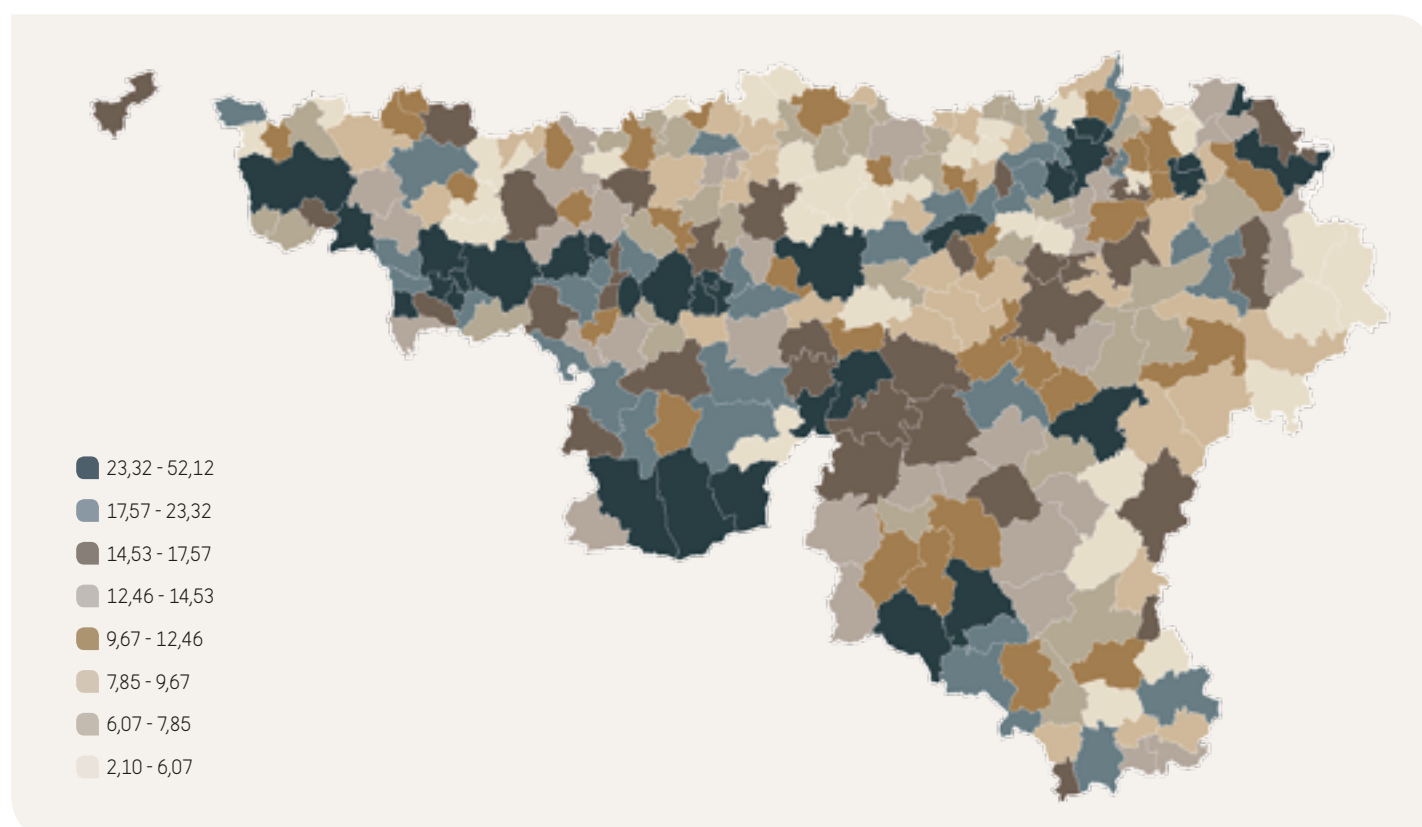 23,32 - 52,12
17,57 - 23,32
14,53 - 17,57
12,46 - 14,53
9,67 - 12,46
7,85 - 9,67
6,07 - 7,85
2,10 - 6,07